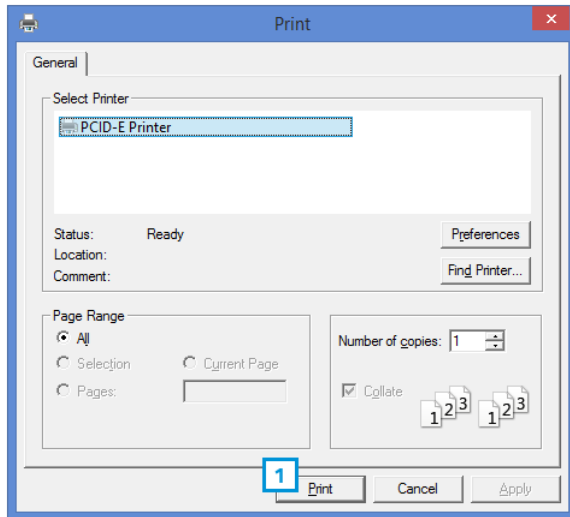 Print
General
Select Printer
PCID-E Printer
Status: Ready
Preferences
Location:
Comment:
Find Printer...
Page Range
All
Selection
Current Page
Pages:
Number of copies: 1
Collate
1 2 3 1 2 3
1
Print Cancel Apply